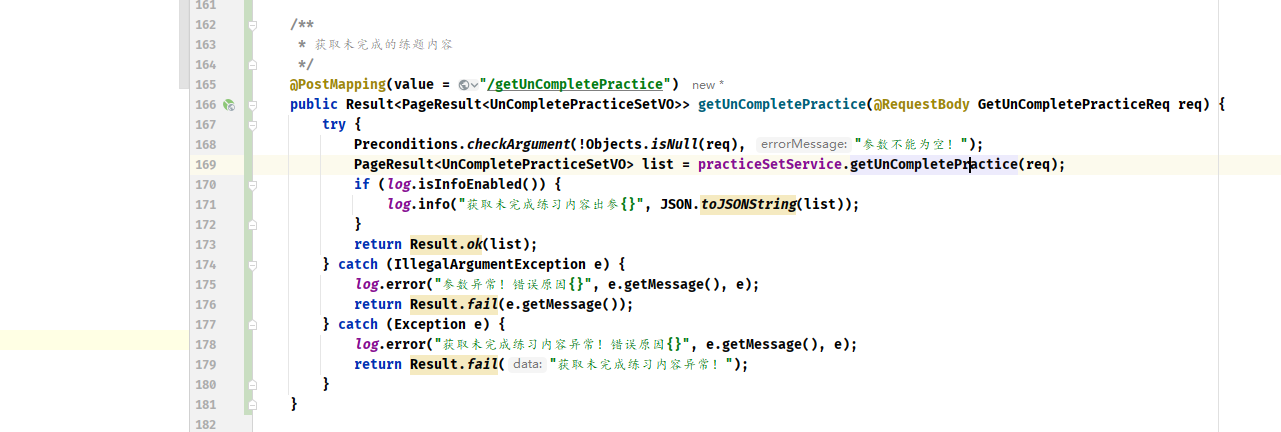 161
162 /**
163 * 获取未完成的练题内容
164 */
165 @PostMapping(value = "/getUnCompletePractice") new *
166 public Result<PageResult<UnCompletePracticeSetVO>> getUnCompletePractice(@RequestBody GetUnCompletePracticeReq req) {
167 try {
168 Preconditions.checkArgument(!Objects.isNull(req), errorMessage: "参数不能为空！");
169 PageResult<UnCompletePracticeSetVO> list = practiceSetService.getUnCompletePractice(req);
170 if (log.isInfoEnabled()) {
171 log.info("获取未完成练习内容出参{}", JSON.toJSONString(list));
172 }
173 return Result.ok(list);
174 } catch (IllegalArgumentException e) {
175 log.error("参数异常！错误原因{}", e.getMessage(), e);
176 return Result.fail(e.getMessage());
177 } catch (Exception e) {
178 log.error("获取未完成练习内容异常！错误原因{}", e.getMessage(), e);
179 return Result.fail( data: "获取未完成练习内容异常！");
180 }
181 }
182